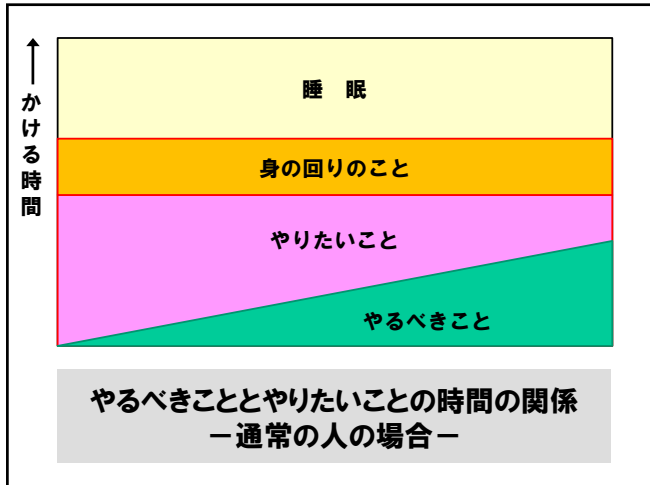 睡　眠
身の回りのこと
やりたいこと
やるべきこと
←かける時間
やるべきこととやりたいことの時間の関係
－通常の人の場合－